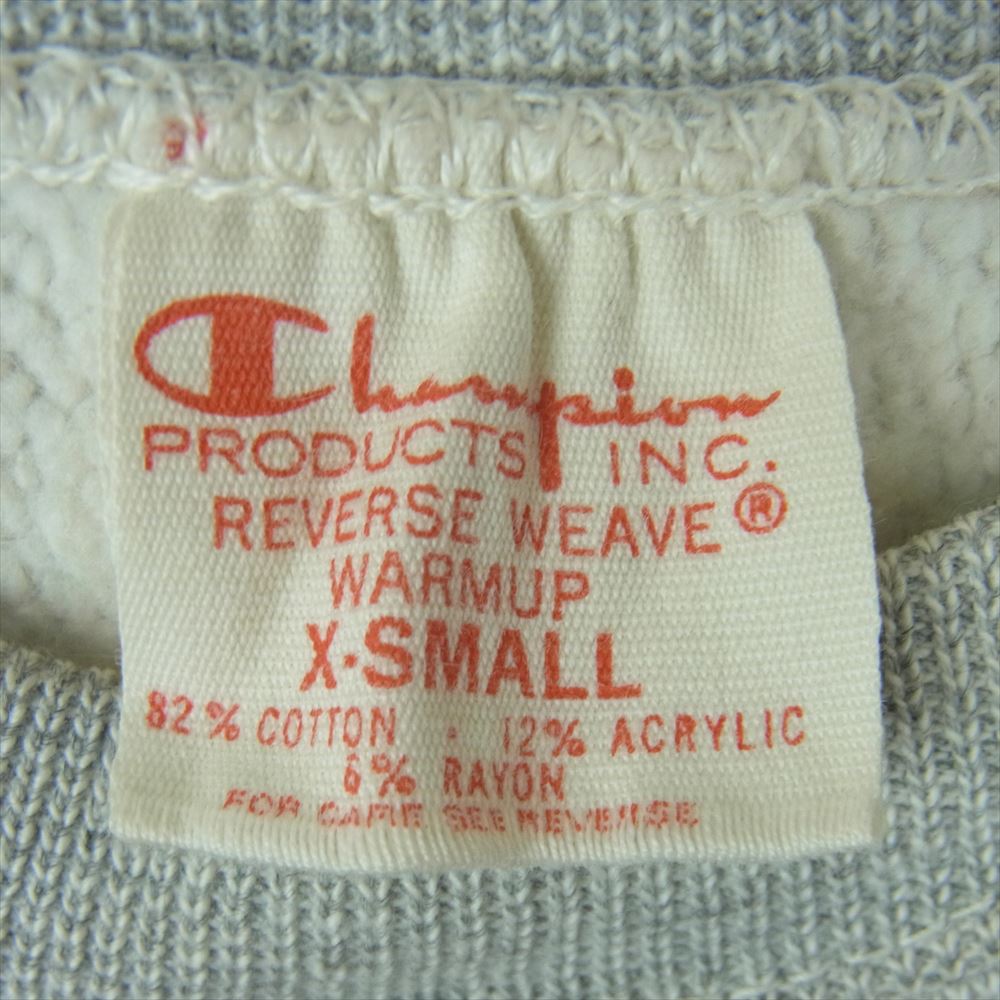 Champion
PRODUCTS INC.
REVERSE WEAVE®
WARMUP
X-SMALL
82% COTTON - 12% ACRYLIC
6% RAYON
FOR CARE SEE REVERSE